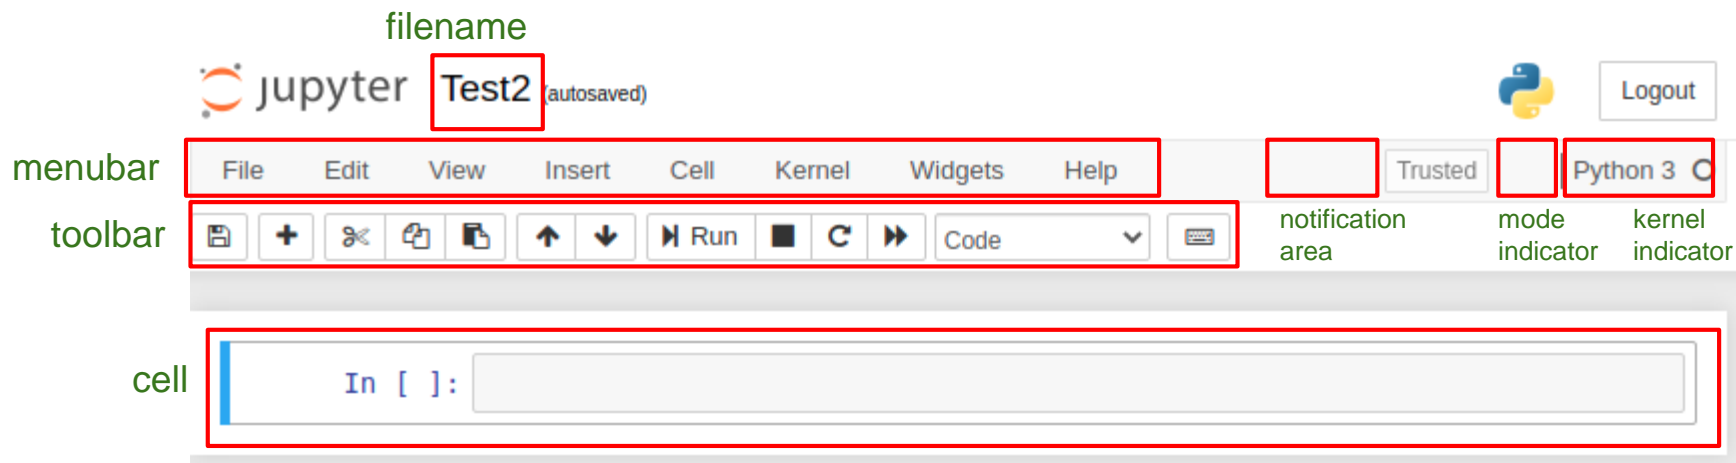 filename
jupyter Test2 (autosaved) Logout
menubar File Edit View Insert Cell Kernel Widgets Help Trusted Python 3
toolbar Run Code
notification area
mode indicator
kernel indicator
cell In [ ]: